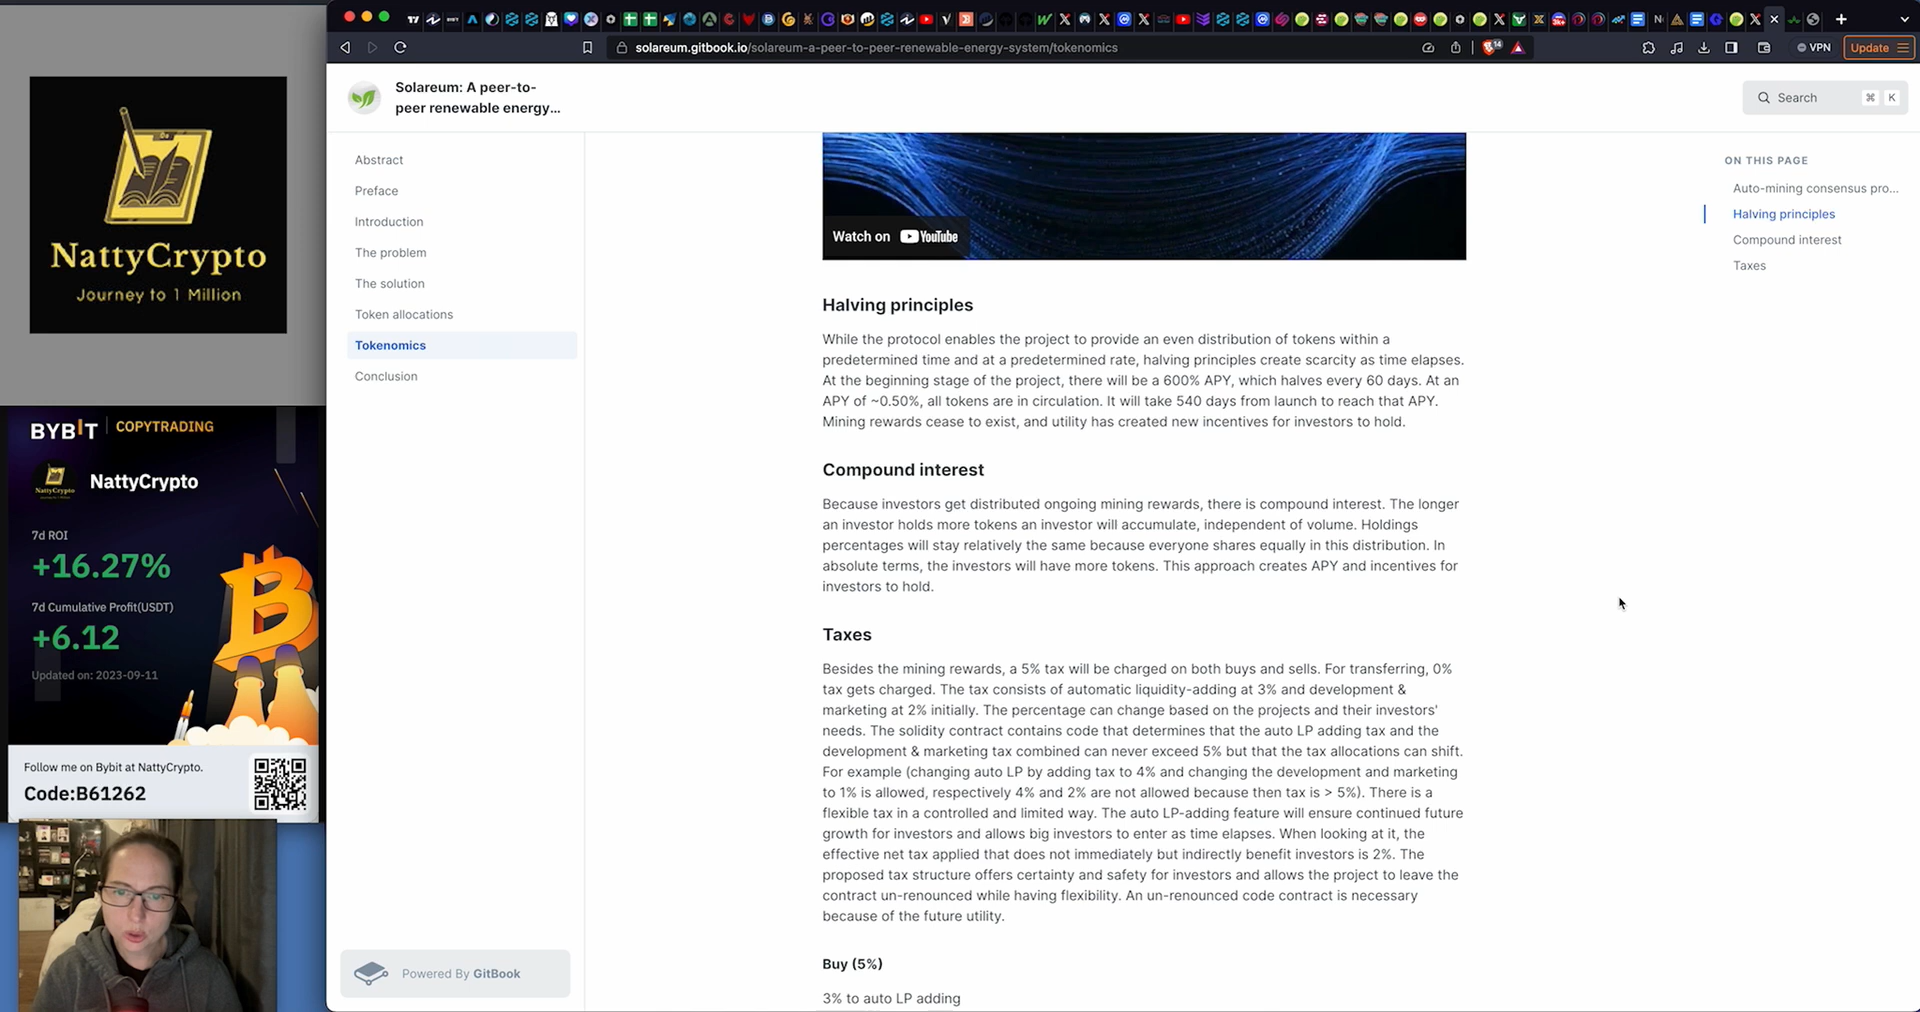 NattyCrypto
Journey to 1 Million
BYBIT | COPYTRADING
NattyCrypto
NattyCrypto
7d ROI
+16.27%
7d Cumulative Profit(USDT)
+6.12
Updated on: 2023-09-11
Follow me on Bybit at NattyCrypto.
Code:B61262
solareum.gitbook.io/solareum-a-peer-to-peer-renewable-energy-system/tokenomics
14
VPN
Update
Solareum: A peer-to-
peer renewable energy...
Search
⌘ K
Abstract
Preface
Introduction
The problem
The solution
Token allocations
Tokenomics
Conclusion
Powered By GitBook
Watch on YouTube
Halving principles
While the protocol enables the project to provide an even distribution of tokens within a
predetermined time and at a predetermined rate, halving principles create scarcity as time elapses.
At the beginning stage of the project, there will be a 600% APY, which halves every 60 days. At an
APY of ~0.50%, all tokens are in circulation. It will take 540 days from launch to reach that APY.
Mining rewards cease to exist, and utility has created new incentives for investors to hold.
Compound interest
Because investors get distributed ongoing mining rewards, there is compound interest. The longer
an investor holds more tokens an investor will accumulate, independent of volume. Holdings
percentages will stay relatively the same because everyone shares equally in this distribution. In
absolute terms, the investors will have more tokens. This approach creates APY and incentives for
investors to hold.
Taxes
Besides the mining rewards, a 5% tax will be charged on both buys and sells. For transferring, 0%
tax gets charged. The tax consists of automatic liquidity-adding at 3% and development &
marketing at 2% initially. The percentage can change based on the projects and their investors'
needs. The solidity contract contains code that determines that the auto LP adding tax and the
development & marketing tax combined can never exceed 5% but that the tax allocations can shift.
For example (changing auto LP by adding tax to 4% and changing the development and marketing
to 1% is allowed, respectively 4% and 2% are not allowed because then tax is > 5%). There is a
flexible tax in a controlled and limited way. The auto LP-adding feature will ensure continued future
growth for investors and allows big investors to enter as time elapses. When looking at it, the
effective net tax applied that does not immediately but indirectly benefit investors is 2%. The
proposed tax structure offers certainty and safety for investors and allows the project to leave the
contract un-renounced while having flexibility. An un-renounced code contract is necessary
because of the future utility.
Buy (5%)
3% to auto LP adding
ON THIS PAGE
Auto-mining consensus pro...
Halving principles
Compound interest
Taxes